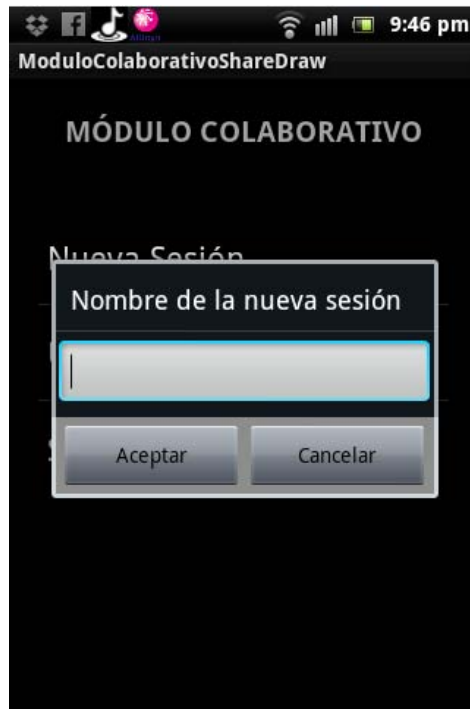 9:46 pm
ModuloColaborativoShareDraw
MÓDULO COLABORATIVO
Nueva Sesión
Nombre de la nueva sesión
Aceptar
Cancelar